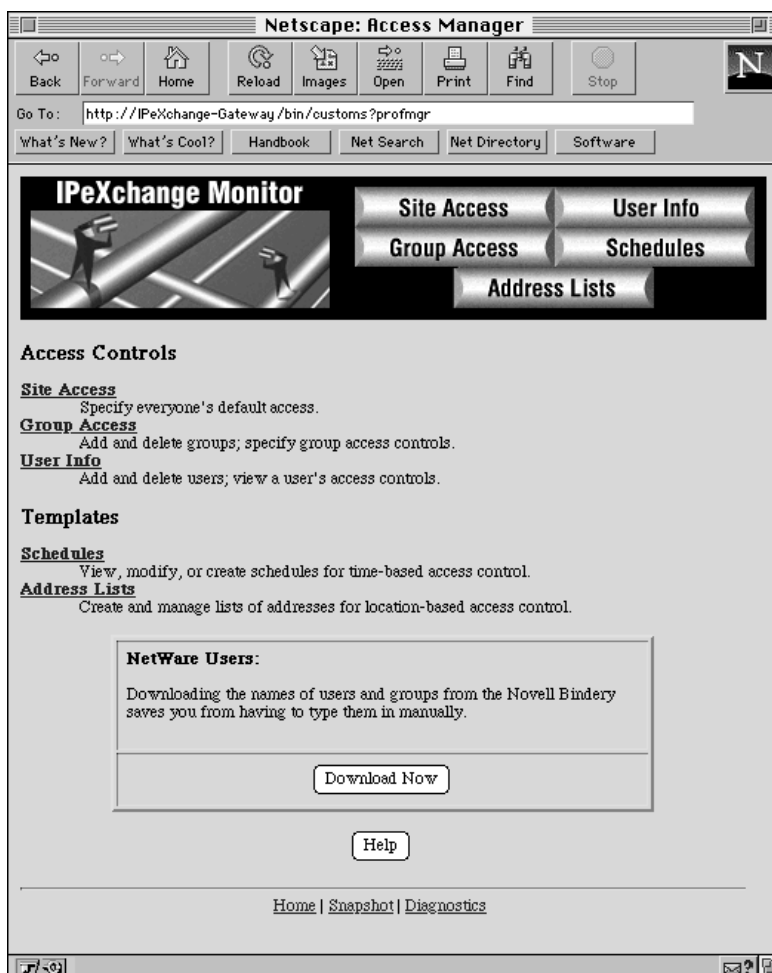 Netscape: Access Manager
Back Forward Home Reload Images Open Print Find Stop
N
Go To: http://IPeXchange-Gateway/bin/customs?profmgr
What's New? What's Cool? Handbook Net Search Net Directory Software
IPeXchange Monitor
Site Access User Info
Group Access Schedules
Address Lists
Access Controls
Site Access
Specify everyone's default access.
Group Access
Add and delete groups; specify group access controls.
User Info
Add and delete users; view a user's access controls.
Templates
Schedules
View, modify, or create schedules for time-based access control.
Address Lists
Create and manage lists of addresses for location-based access control.
NetWare Users:
Downloading the names of users and groups from the Novell Bindery
saves you from having to type them in manually.
Download Now
Help
Home | Snapshot | Diagnostics
?